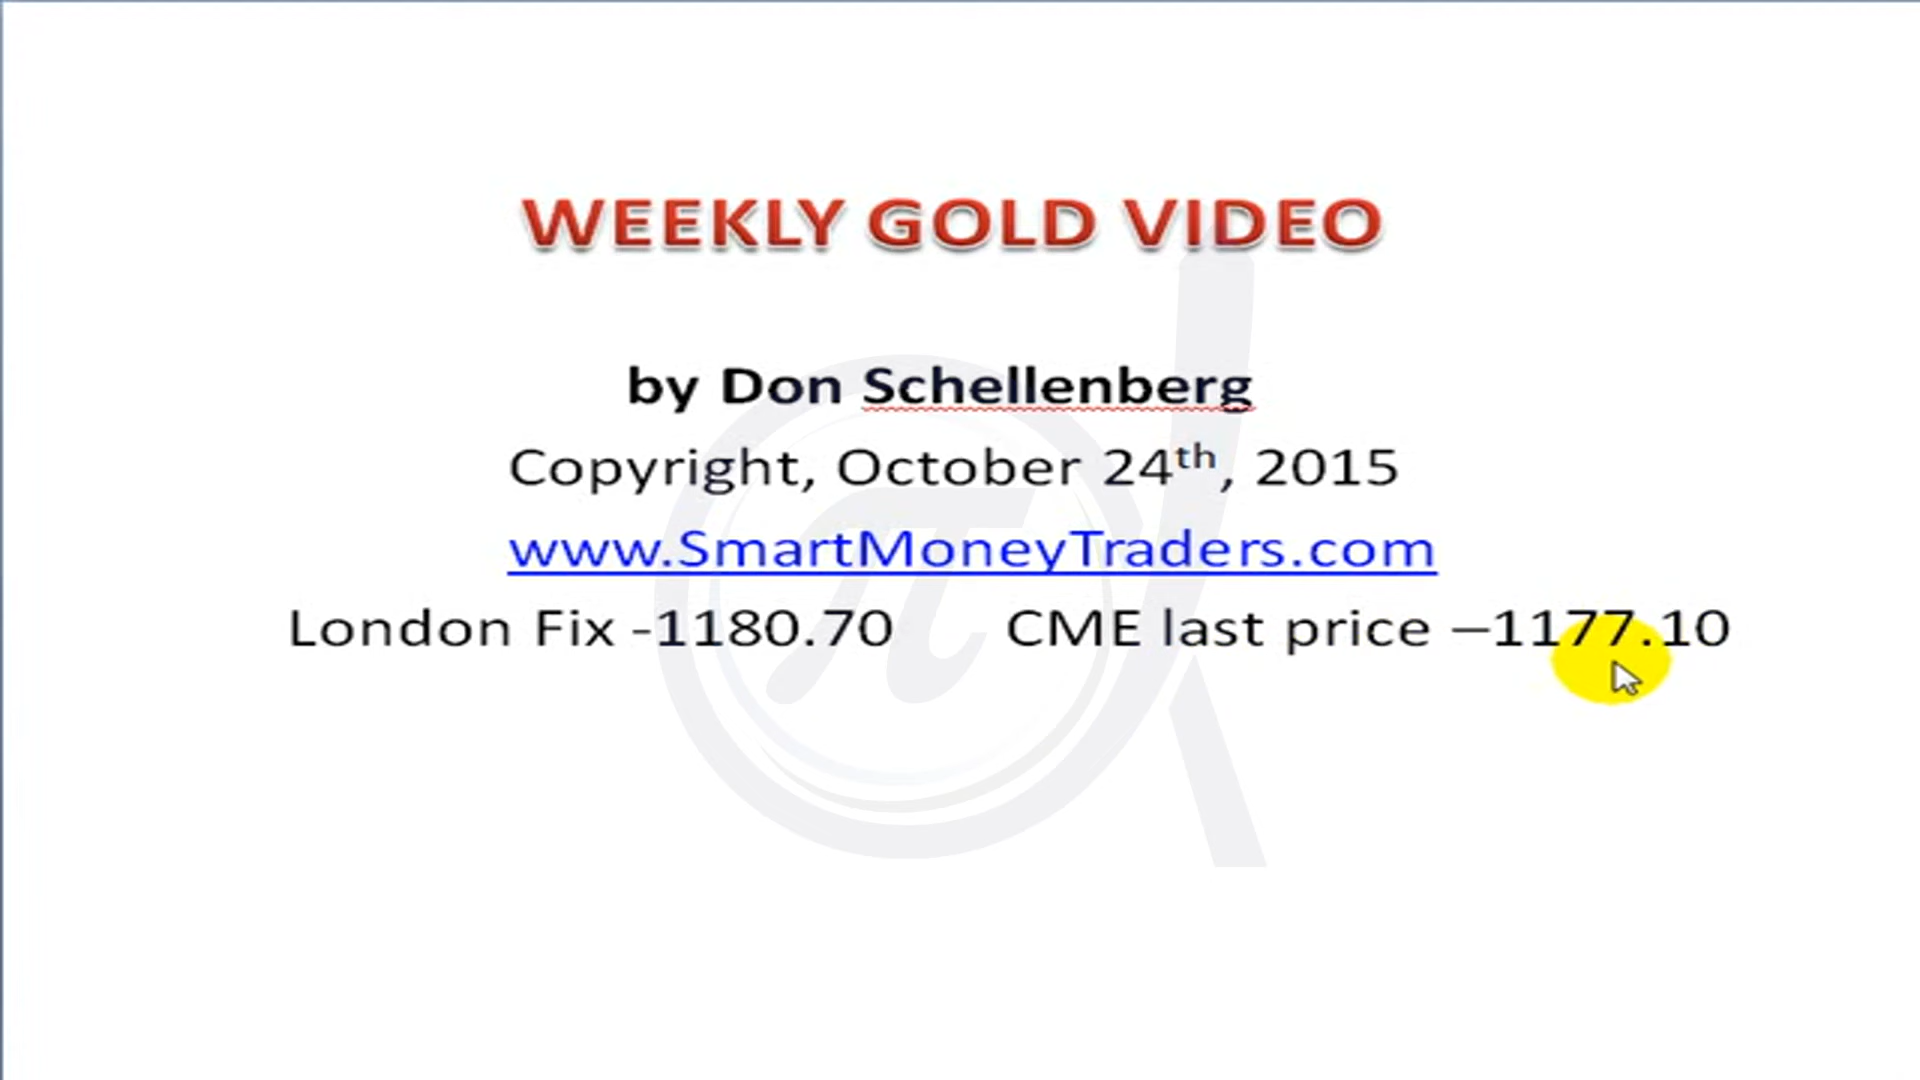 WEEKLY GOLD VIDEO
by Don Schellenberg
Copyright, October 24th, 2015
www.SmartMoneyTraders.com
London Fix -1180.70 CME last price –1177.10